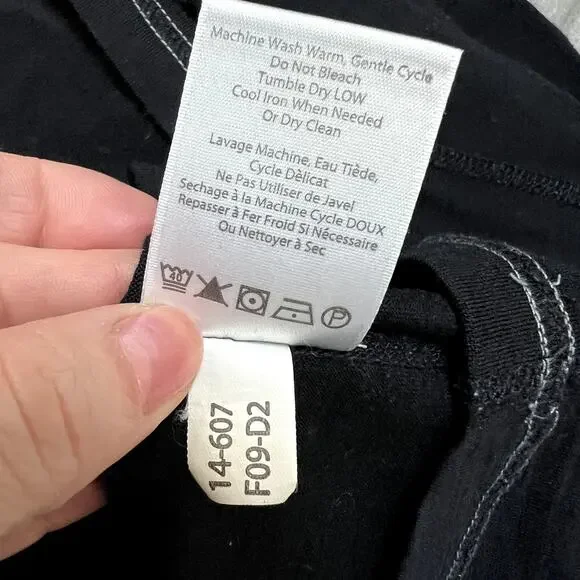 Machine Wash Warm, Gentle Cycle
Do Not Bleach
Tumble Dry LOW
Cool Iron When Needed
Or Dry Clean
Lavage Machine, Eau Tiède,
Cycle Dèlicat
Ne Pas Utiliser de Javel
Sechage à la Machine Cycle DOUX
Repasser à Fer Froid Si Nécessaire
Ou Nettoyer à Sec
40
P
14-607
F09-D2